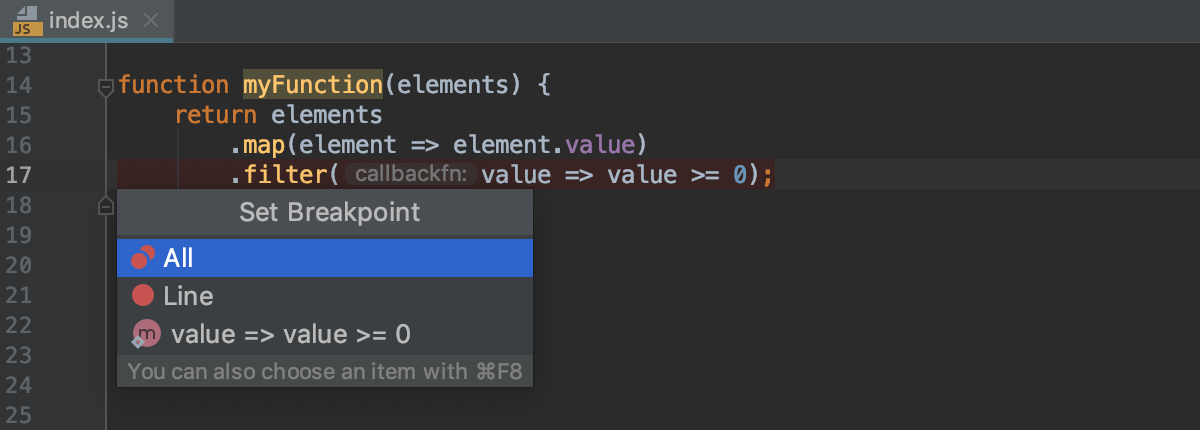 JS index.js
13
14 function myFunction(elements) {
15 return elements
16 .map(element => element.value)
17 .filter( callbackfn: value => value >= 0);
18
Set Breakpoint
19
20 All
21 Line
22 m value => value >= 0
23 You can also choose an item with ⌘F8
24
25